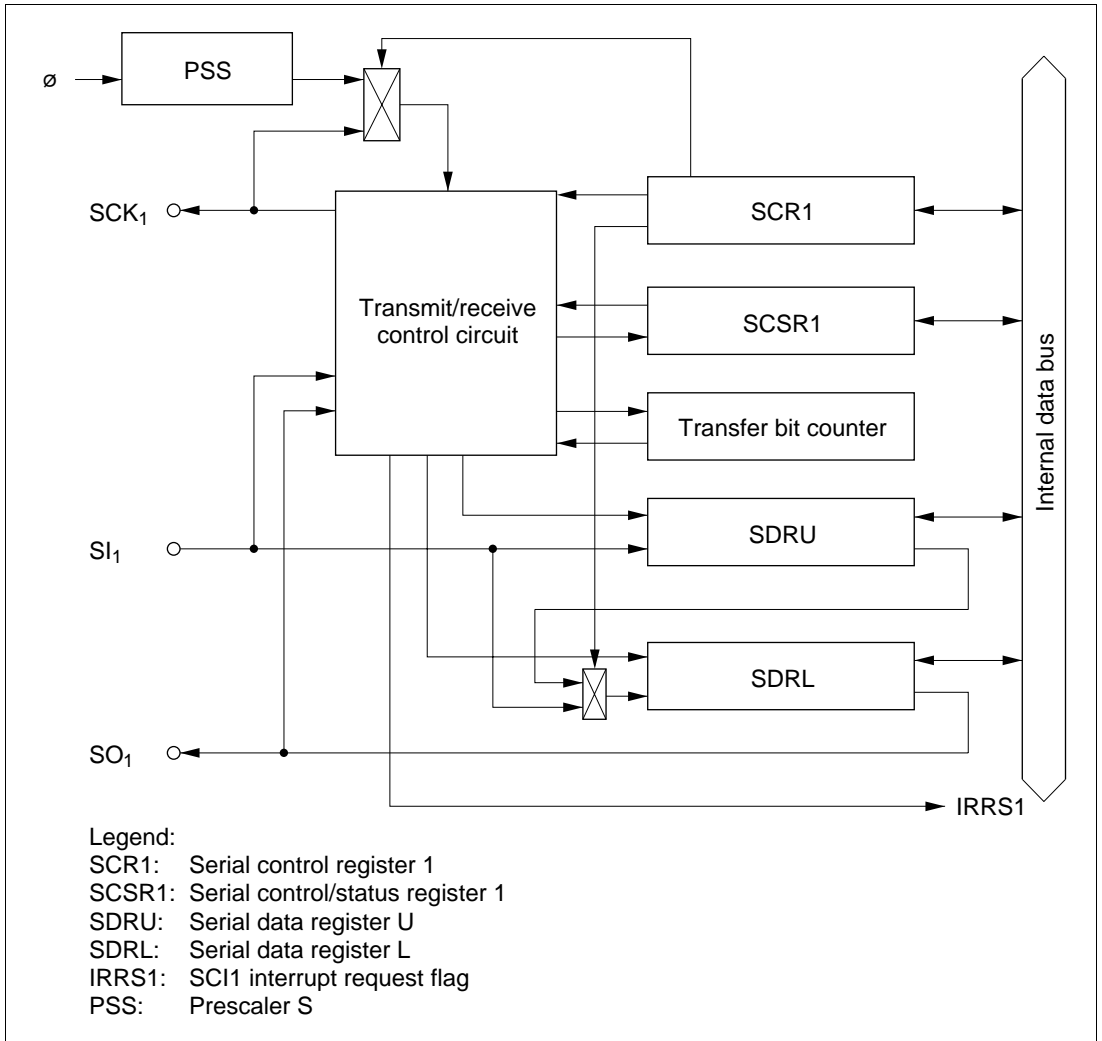 ø
PSS
SCK1
SCR1
Transmit/receive
control circuit
SCSR1
Transfer bit counter
Internal data bus
SI1
SDRU
SDRL
SO1
IRRS1
Legend:
SCR1: Serial control register 1
SCSR1: Serial control/status register 1
SDRU: Serial data register U
SDRL: Serial data register L
IRRS1: SCI1 interrupt request flag
PSS: Prescaler S